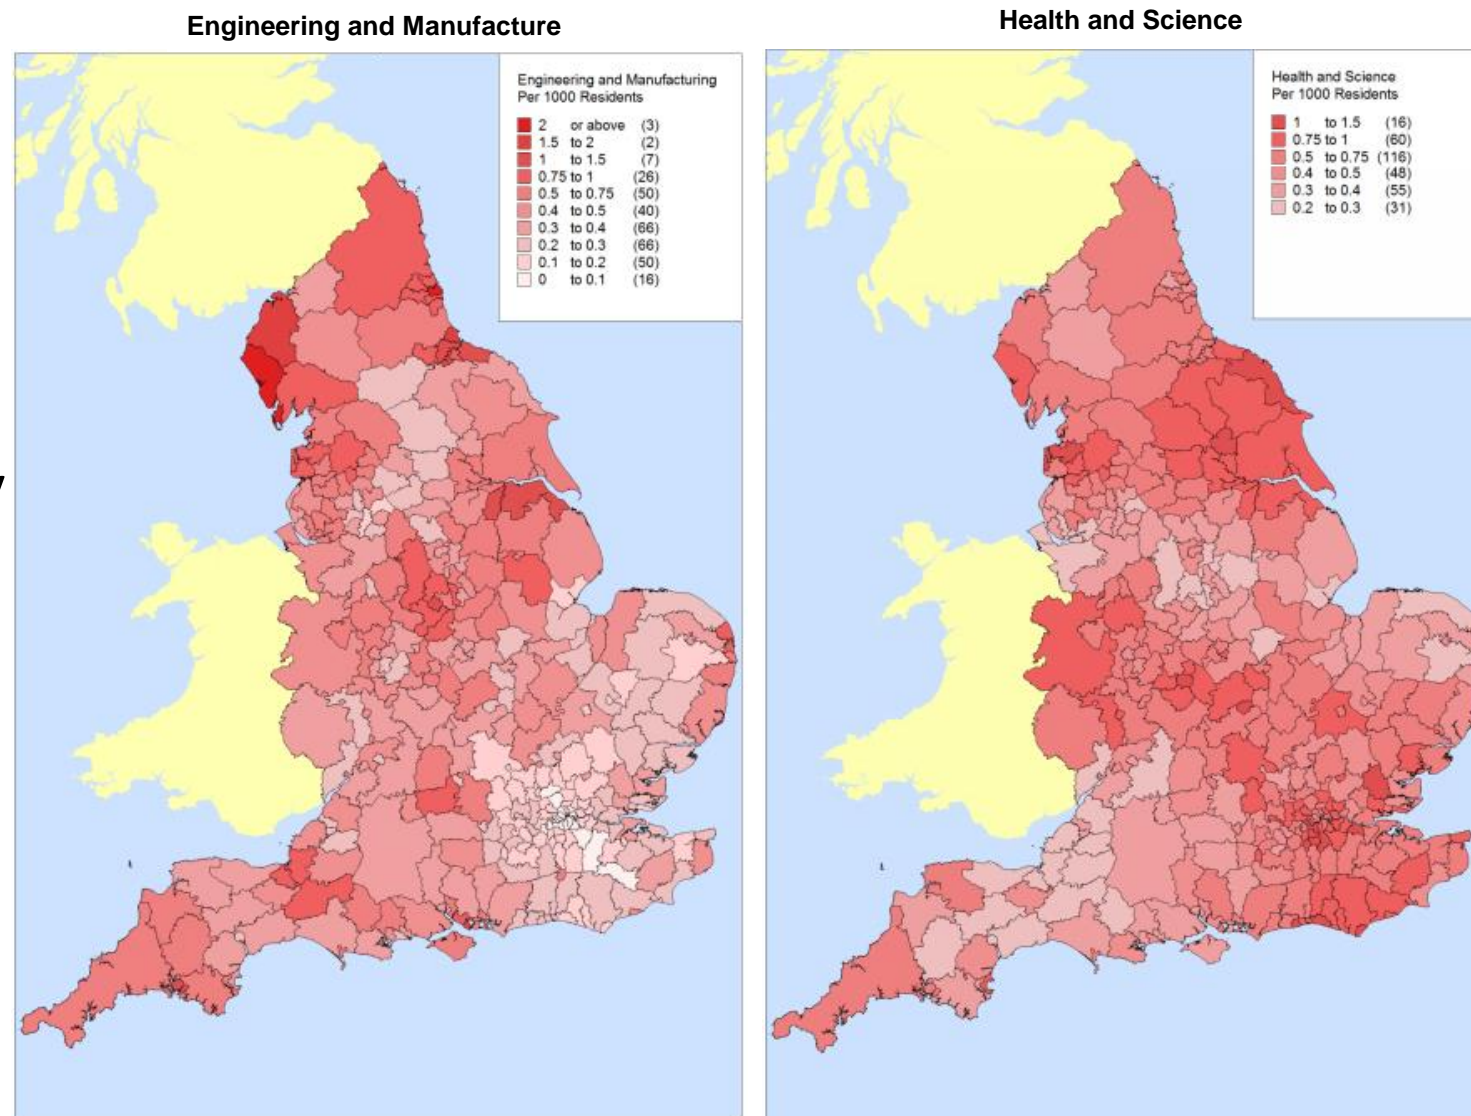 Engineering and Manufacture
Engineering and Manufacturing
Per 1000 Residents
2 or above (3)
1.5 to 2 (2)
1 to 1.5 (7)
0.75 to 1 (26)
0.5 to 0.75 (50)
0.4 to 0.5 (40)
0.3 to 0.4 (66)
0.2 to 0.3 (66)
0.1 to 0.2 (50)
0 to 0.1 (16)
Health and Science
Health and Science
Per 1000 Residents
1 to 1.5 (16)
0.75 to 1 (60)
0.5 to 0.75 (116)
0.4 to 0.5 (48)
0.3 to 0.4 (55)
0.2 to 0.3 (31)